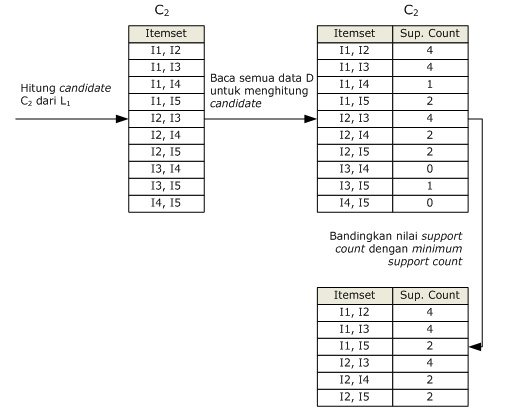 C₂
Itemset
I1, I2
I1, I3
I1, I4
I1, I5
I2, I3
I2, I4
I2, I5
I3, I4
I3, I5
I4, I5
Hitung candidate
C₂ dari L₁
Baca semua data D
untuk menghitung
candidate
C₂
Itemset Sup. Count
I1, I2 4
I1, I3 4
I1, I4 1
I1, I5 2
I2, I3 4
I2, I4 2
I2, I5 2
I3, I4 0
I3, I5 1
I4, I5 0
Bandingkan nilai support
count dengan minimum
support count
Itemset Sup. Count
I1, I2 4
I1, I3 4
I1, I5 2
I2, I3 4
I2, I4 2
I2, I5 2